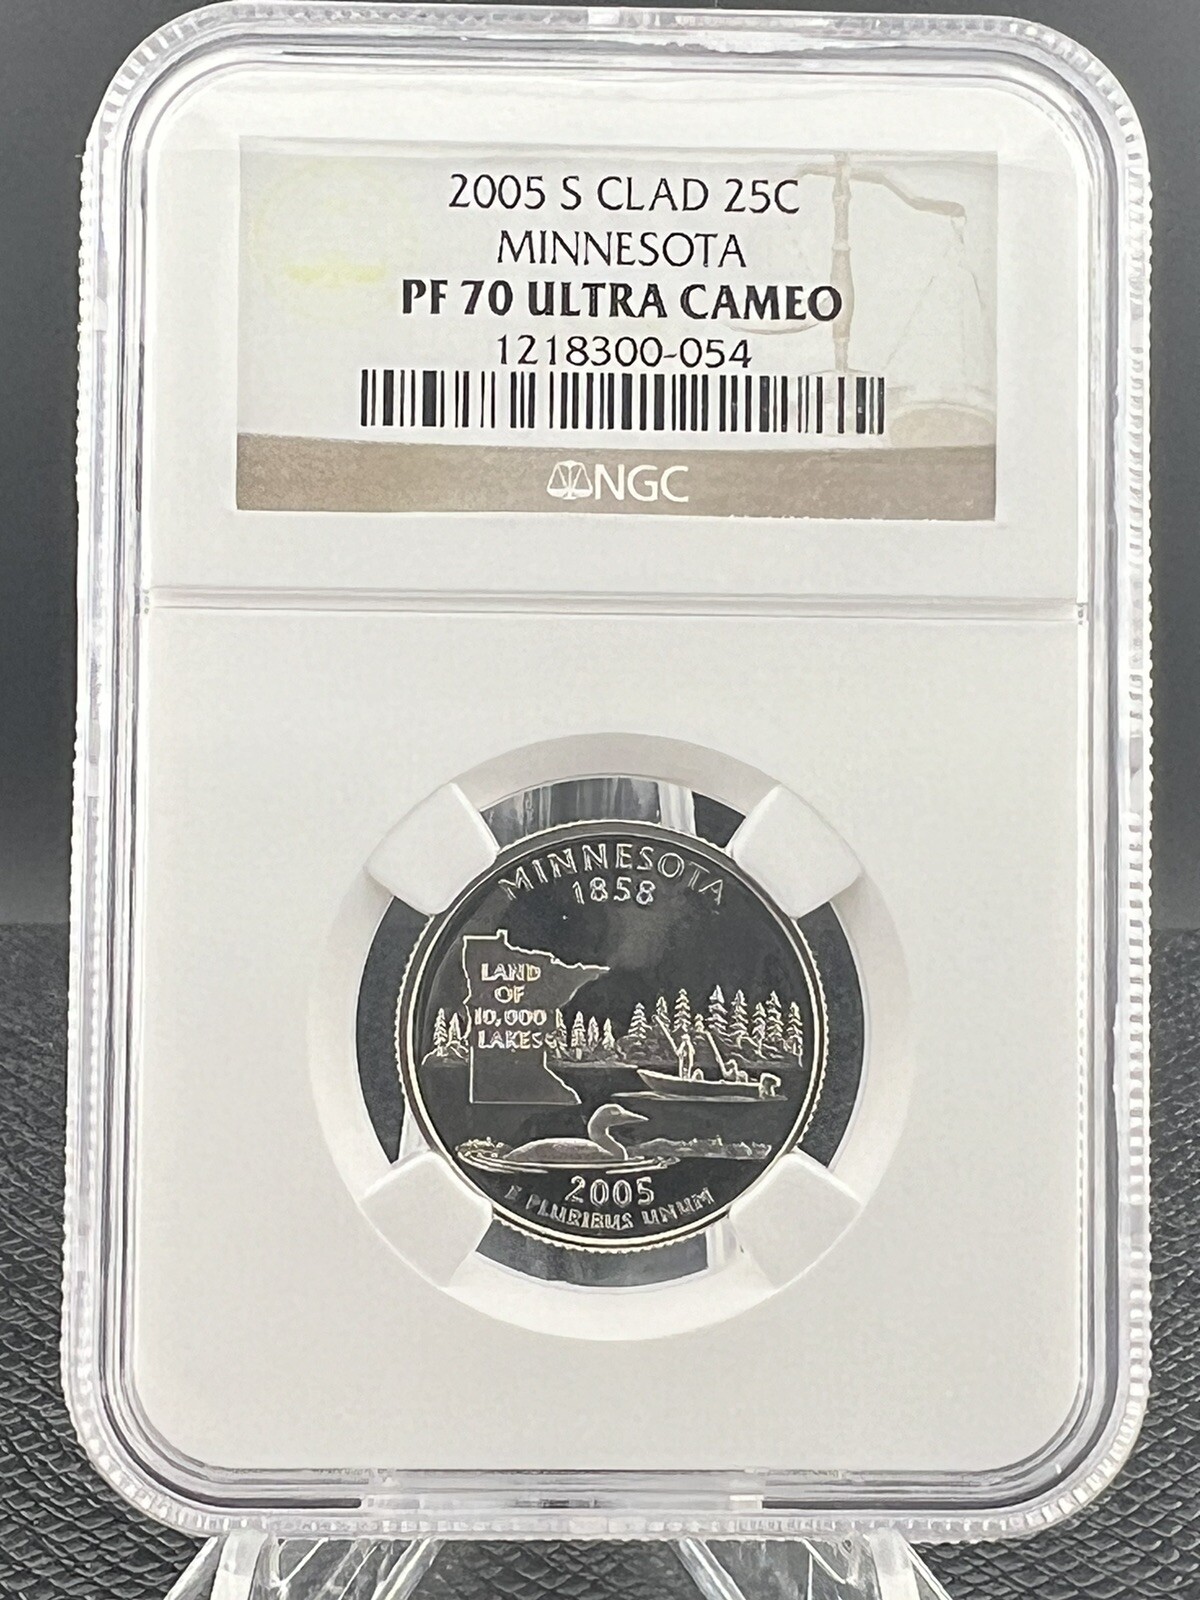 2005 S CLAD 25C
MINNESOTA
PF 70 ULTRA CAMEO
1218300-054
NGC
MINNESOTA
1858
LAND
OF
10,000
LAKES
2005
E PLURIBUS UNUM